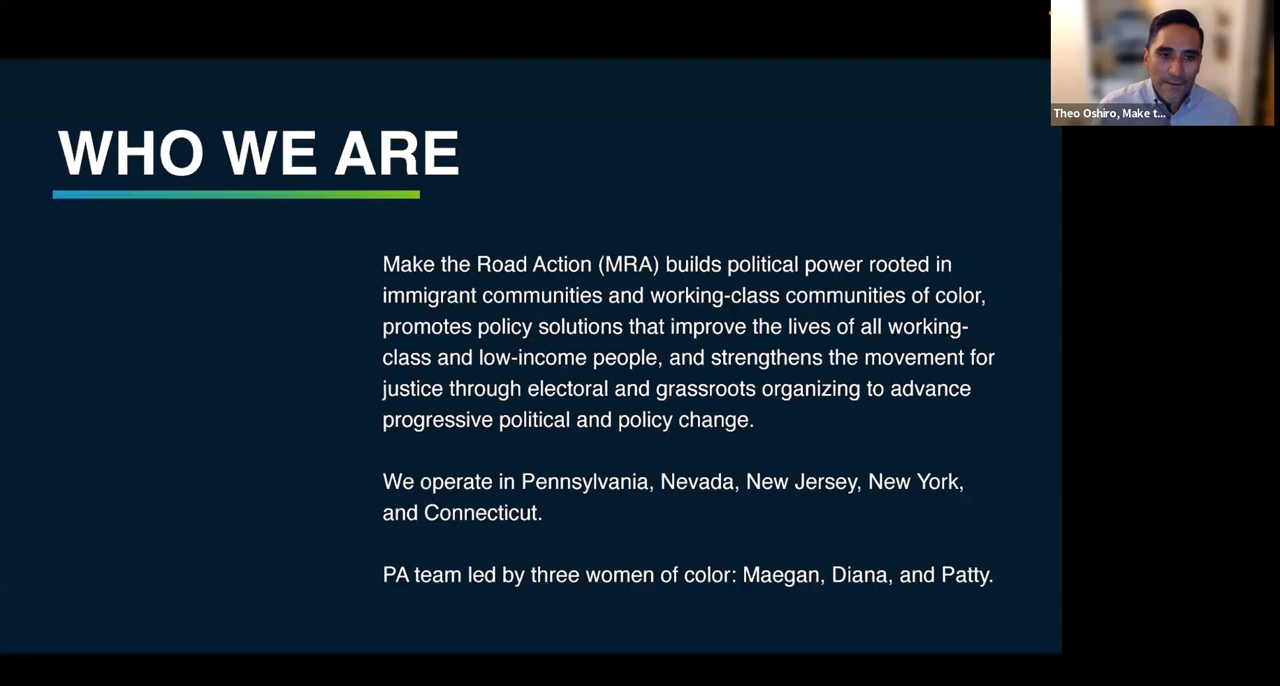 WHO WE ARE
Theo Oshiro, Make t...
Make the Road Action (MRA) builds political power rooted in
immigrant communities and working-class communities of color,
promotes policy solutions that improve the lives of all working-
class and low-income people, and strengthens the movement for
justice through electoral and grassroots organizing to advance
progressive political and policy change.
We operate in Pennsylvania, Nevada, New Jersey, New York,
and Connecticut.
PA team led by three women of color: Maegan, Diana, and Patty.